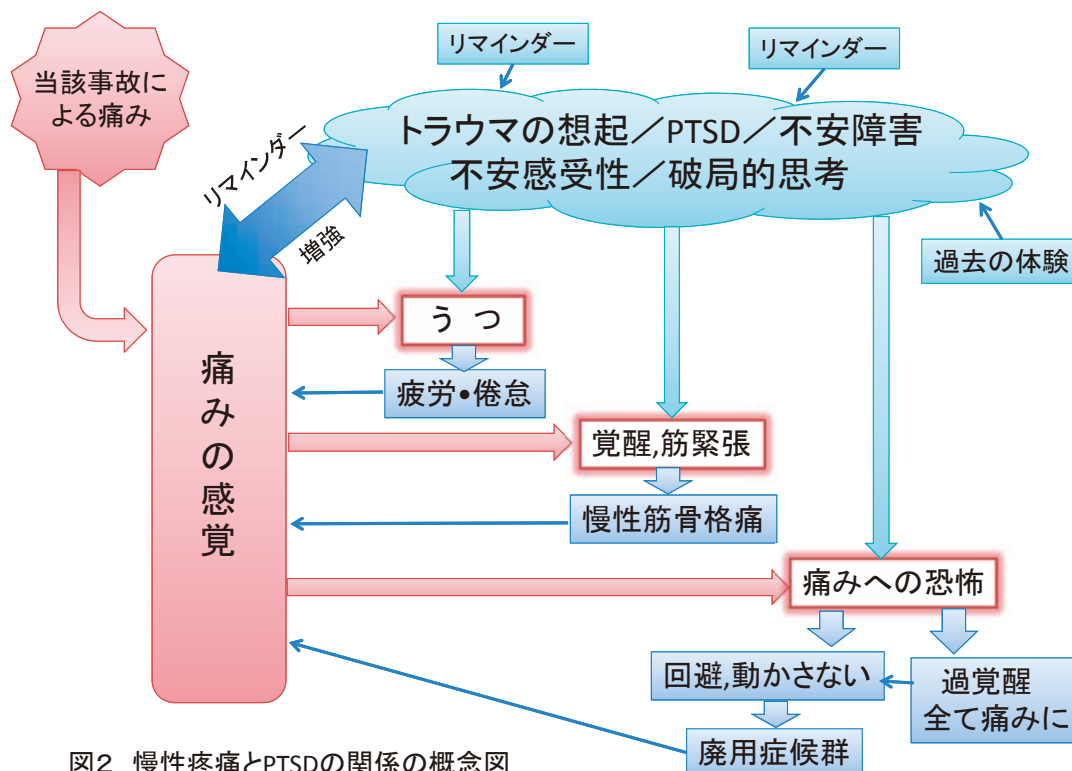 リマインダー
リマインダー
当該事故に
よる痛み
トラウマの想起／PTSD／不安障害
不安感受性／破局的思考
リマインダー
増強
過去の体験
うつ
痛みの感覚
疲労•倦怠
覚醒,筋緊張
慢性筋骨格痛
痛みへの恐怖
回避,動かさない
過覚醒
全て痛みに
廃用症候群
図2 慢性疼痛とPTSDの関係の概念図